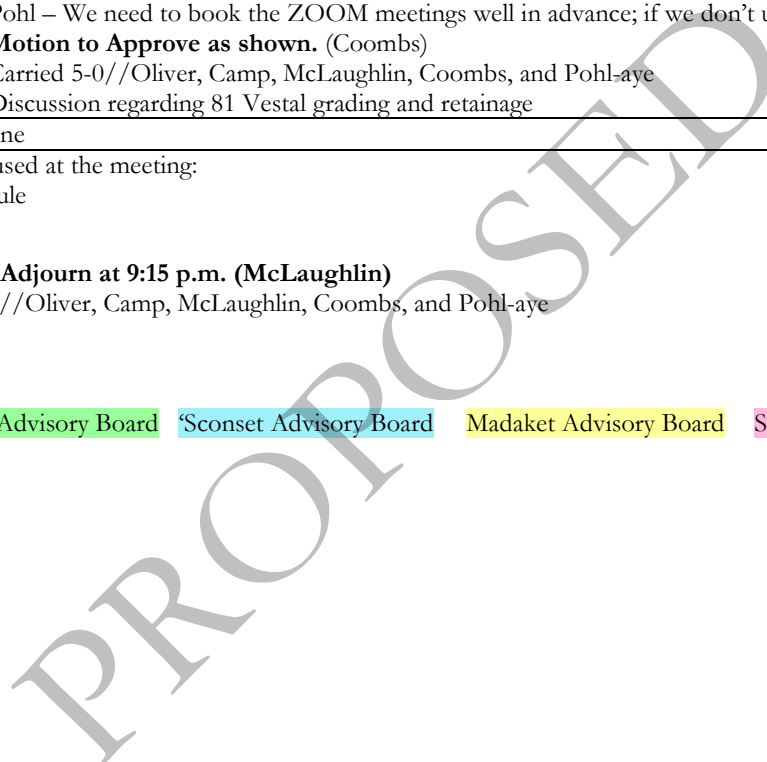 Pohl – We need to book the ZOOM meetings well in advance; if we don't u
Motion to Approve as shown. (Coombs)
Carried 5-0//Oliver, Camp, McLaughlin, Coombs, and Pohl-aye
Discussion regarding 81 Vestal grading and retainage
ne
used at the meeting:
ule
Adjourn at 9:15 p.m. (McLaughlin)
//Oliver, Camp, McLaughlin, Coombs, and Pohl-aye
Advisory Board ‘Sconset Advisory Board Madaket Advisory Board S
PROPOSED